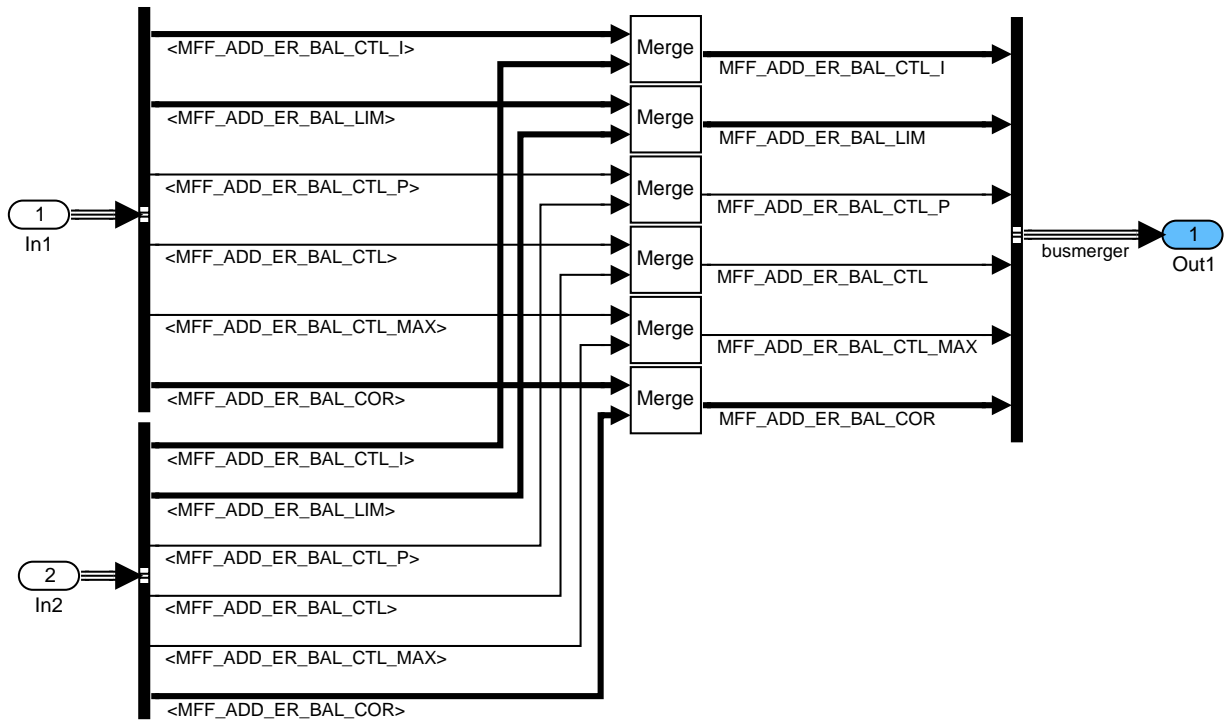 <MFF_ADD_ER_BAL_CTL_I>
Merge
MFF_ADD_ER_BAL_CTL_I
<MFF_ADD_ER_BAL_LIM>
Merge
MFF_ADD_ER_BAL_LIM
<MFF_ADD_ER_BAL_CTL_P>
Merge
MFF_ADD_ER_BAL_CTL_P
1
In1
<MFF_ADD_ER_BAL_CTL>
Merge
MFF_ADD_ER_BAL_CTL
busmerger
1
Out1
<MFF_ADD_ER_BAL_CTL_MAX>
Merge
MFF_ADD_ER_BAL_CTL_MAX
<MFF_ADD_ER_BAL_COR>
Merge
MFF_ADD_ER_BAL_COR
<MFF_ADD_ER_BAL_CTL_I>
<MFF_ADD_ER_BAL_LIM>
<MFF_ADD_ER_BAL_CTL_P>
2
In2
<MFF_ADD_ER_BAL_CTL>
<MFF_ADD_ER_BAL_CTL_MAX>
<MFF_ADD_ER_BAL_COR>